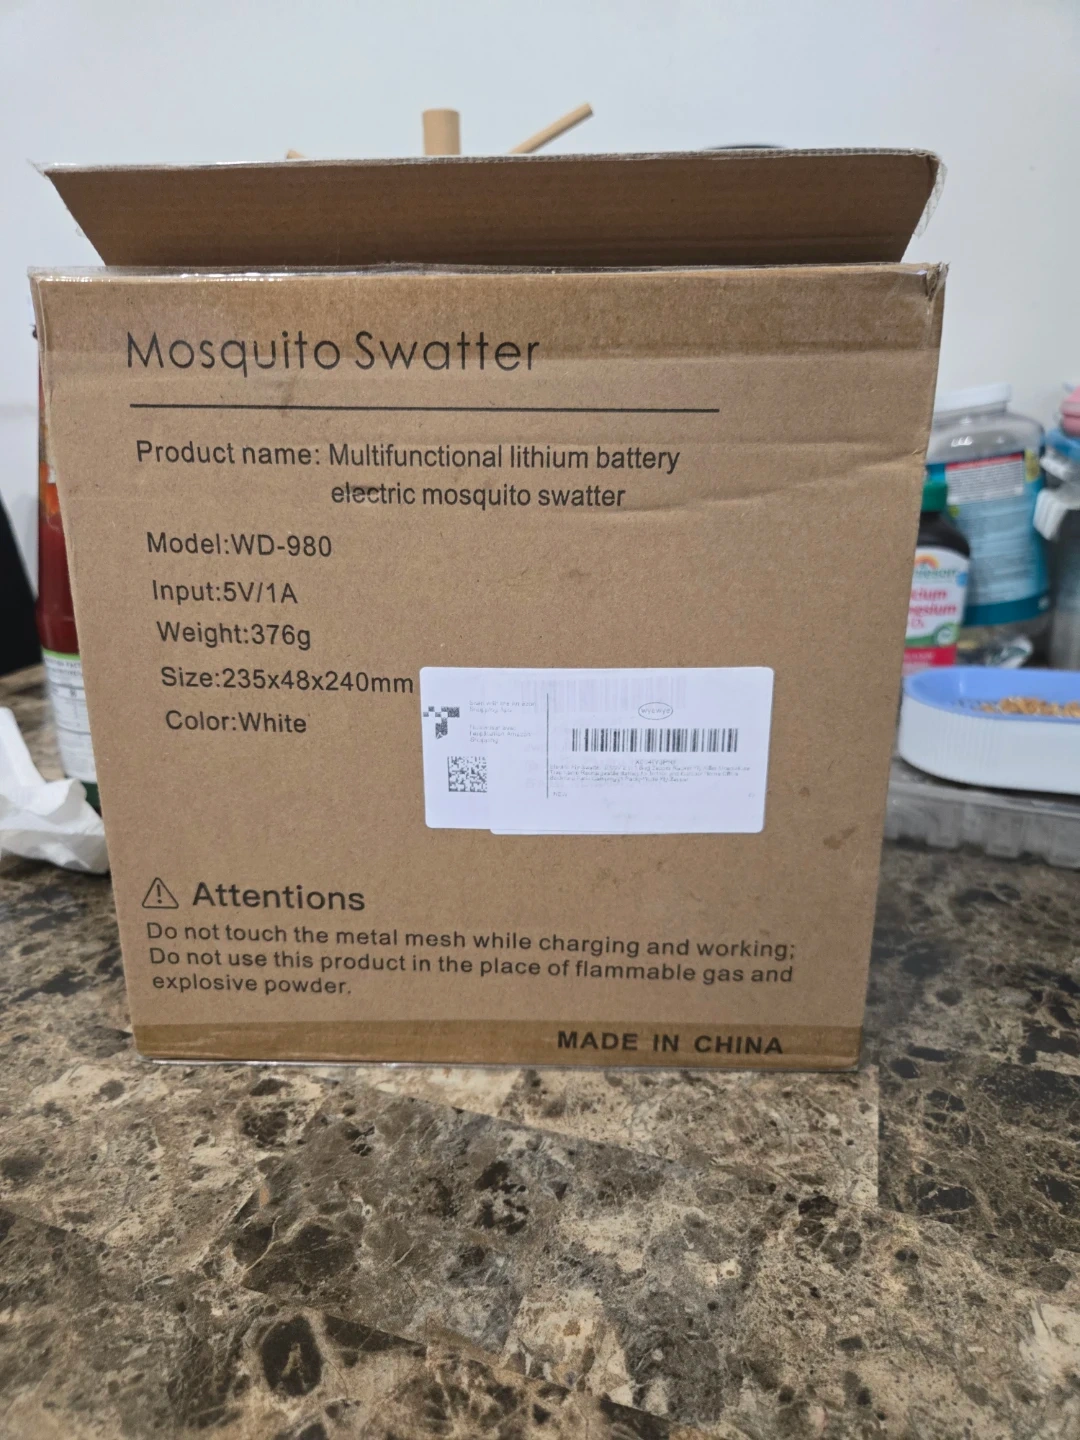 Mosquito Swatter
Product name: Multifunctional lithium battery
electric mosquito swatter
Model:WD-980
Input:5V/1A
Weight:376g
Size:235x48x240mm
Color:White
Attentions
Do not touch the metal mesh while charging and working;
Do not use this product in the place of flammable gas and
explosive powder.
MADE IN CHINA